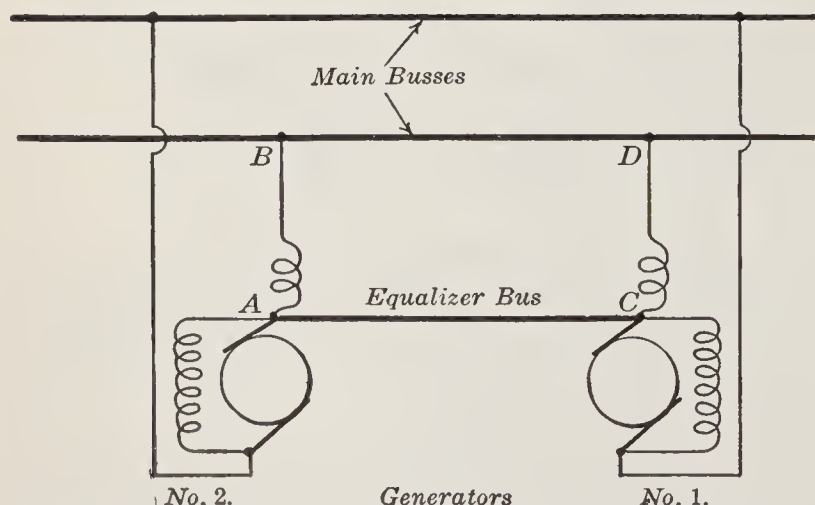 Main Busses
B
D
A
Equalizer Bus
C
No. 2.
Generators
No. 1.